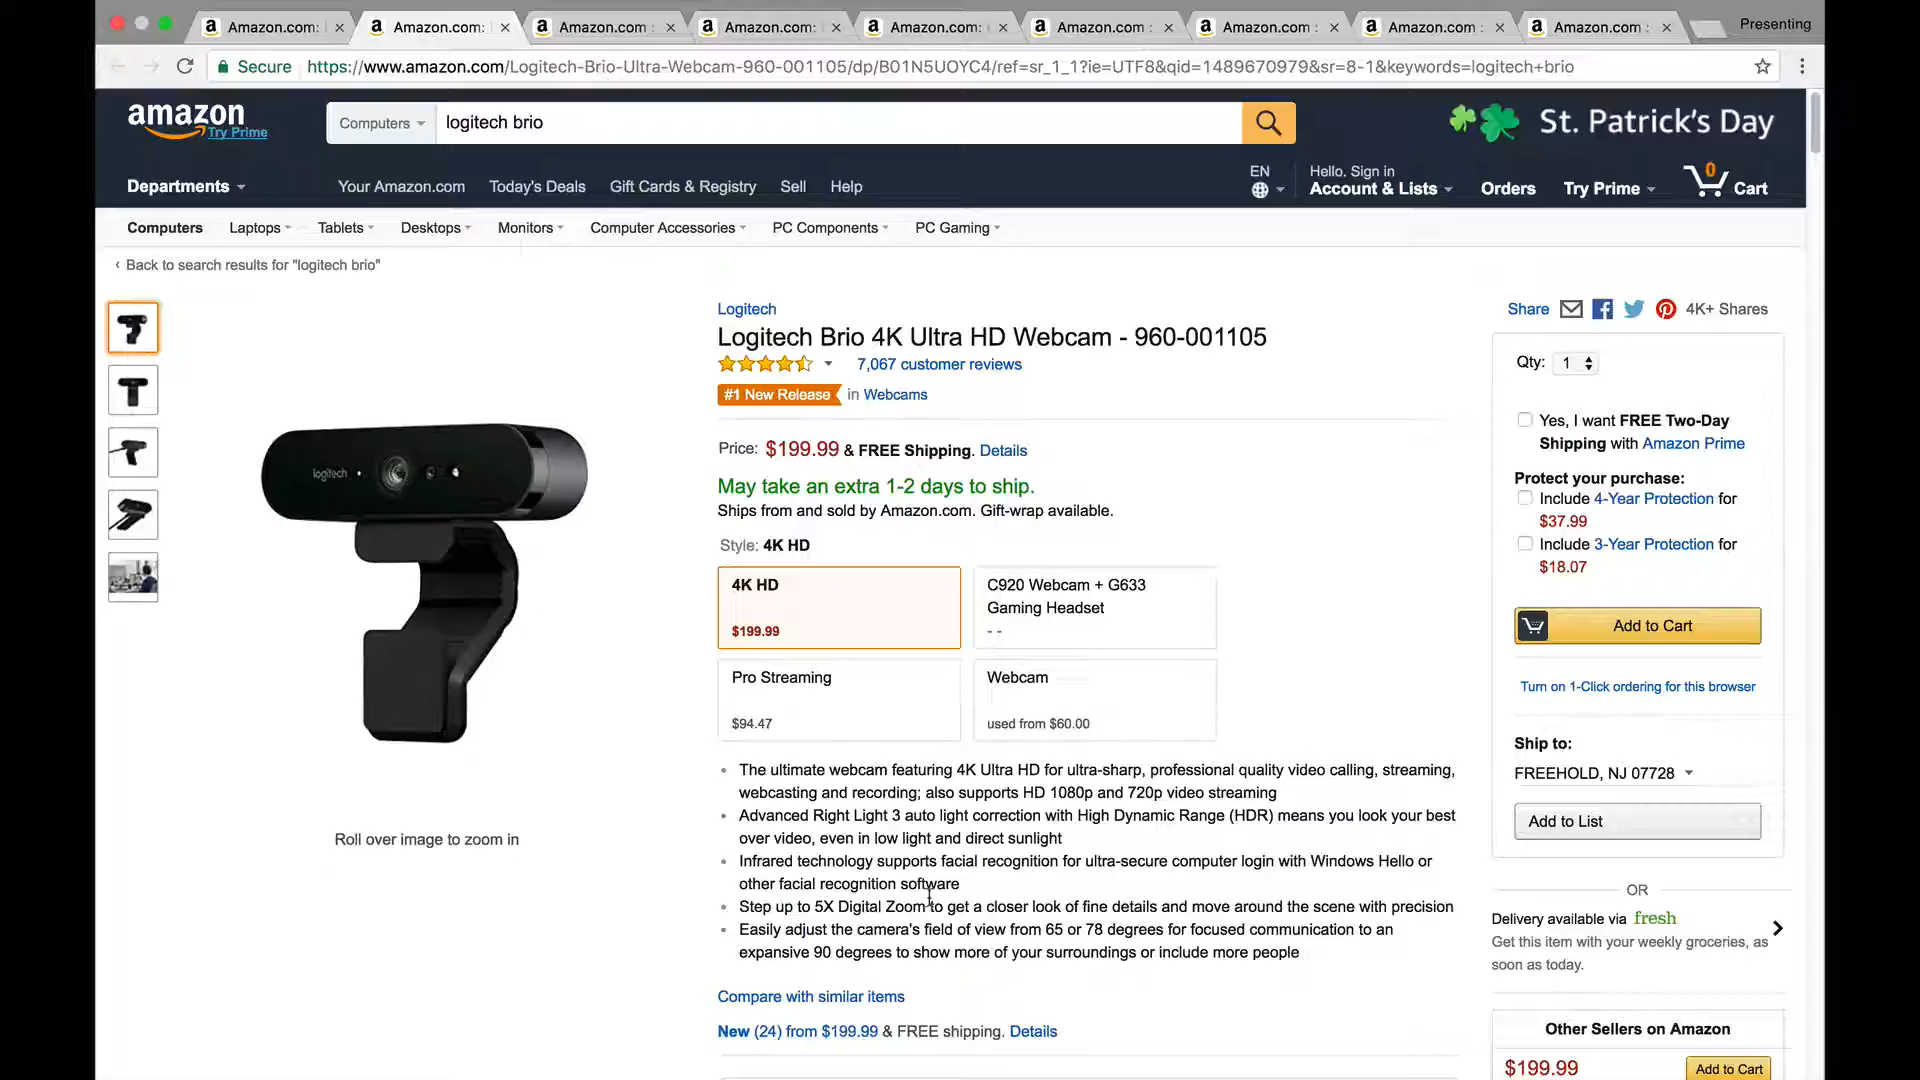 Amazon.com: Amazon.com: Amazon.com : Amazon.com: Amazon.com: Amazon.com : Amazon.com : Amazon.com : Amazon.com : Presenting
Secure https://www.amazon.com/Logitech-Brio-Ultra-Webcam-960-001105/dp/B01N5UOYC4/ref=sr_1_1?ie=UTF8&qid=1489670979&sr=8-1&keywords=logitech+brio
amazon
Try Prime
Computers logitech brio
St. Patrick's Day
Departments Your Amazon.com Today's Deals Gift Cards & Registry Sell Help
EN
Hello. Sign in
Account & Lists Orders Try Prime 0 Cart
Computers Laptops Tablets Desktops Monitors Computer Accessories PC Components PC Gaming
‹ Back to search results for "logitech brio"
logitech
Roll over image to zoom in
Logitech
Logitech Brio 4K Ultra HD Webcam - 960-001105
7,067 customer reviews
#1 New Release in Webcams
Price: $199.99 & FREE Shipping. Details
May take an extra 1-2 days to ship.
Ships from and sold by Amazon.com. Gift-wrap available.
Style: 4K HD
4K HD
$199.99
C920 Webcam + G633
Gaming Headset
- -
Pro Streaming
$94.47
Webcam
used from $60.00
• The ultimate webcam featuring 4K Ultra HD for ultra-sharp, professional quality video calling, streaming,
webcasting and recording; also supports HD 1080p and 720p video streaming
• Advanced Right Light 3 auto light correction with High Dynamic Range (HDR) means you look your best
over video, even in low light and direct sunlight
• Infrared technology supports facial recognition for ultra-secure computer login with Windows Hello or
other facial recognition software
• Step up to 5X Digital Zoom to get a closer look of fine details and move around the scene with precision
• Easily adjust the camera's field of view from 65 or 78 degrees for focused communication to an
expansive 90 degrees to show more of your surroundings or include more people
Compare with similar items
New (24) from $199.99 & FREE shipping. Details
Share 4K+ Shares
Qty: 1
Yes, I want FREE Two-Day
Shipping with Amazon Prime
Protect your purchase:
Include 4-Year Protection for
$37.99
Include 3-Year Protection for
$18.07
Add to Cart
Turn on 1-Click ordering for this browser
Ship to:
FREEHOLD, NJ 07728
Add to List
OR
Delivery available via fresh
Get this item with your weekly groceries, as
soon as today.
Other Sellers on Amazon
$199.99 Add to Cart